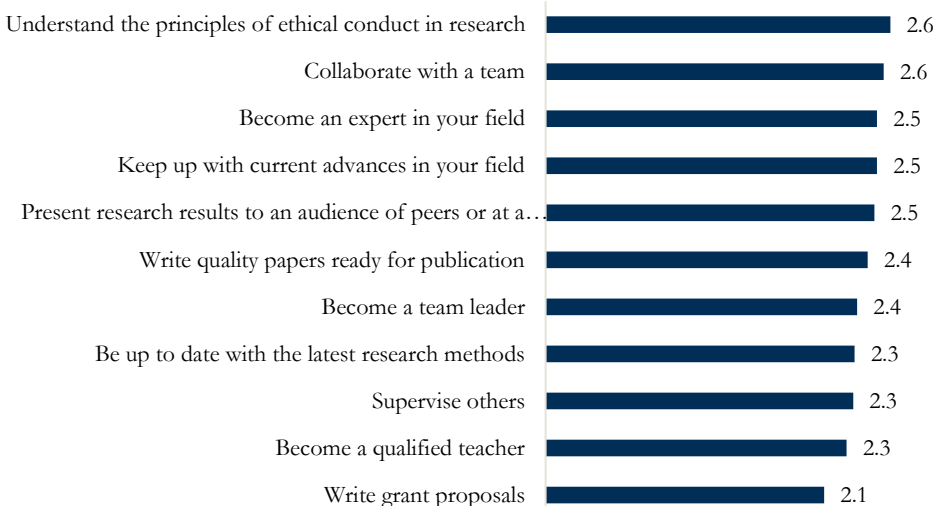 Understand the principles of ethical conduct in research 2.6
Collaborate with a team 2.6
Become an expert in your field 2.5
Keep up with current advances in your field 2.5
Present research results to an audience of peers or at a… 2.5
Write quality papers ready for publication 2.4
Become a team leader 2.4
Be up to date with the latest research methods 2.3
Supervise others 2.3
Become a qualified teacher 2.3
Write grant proposals 2.1